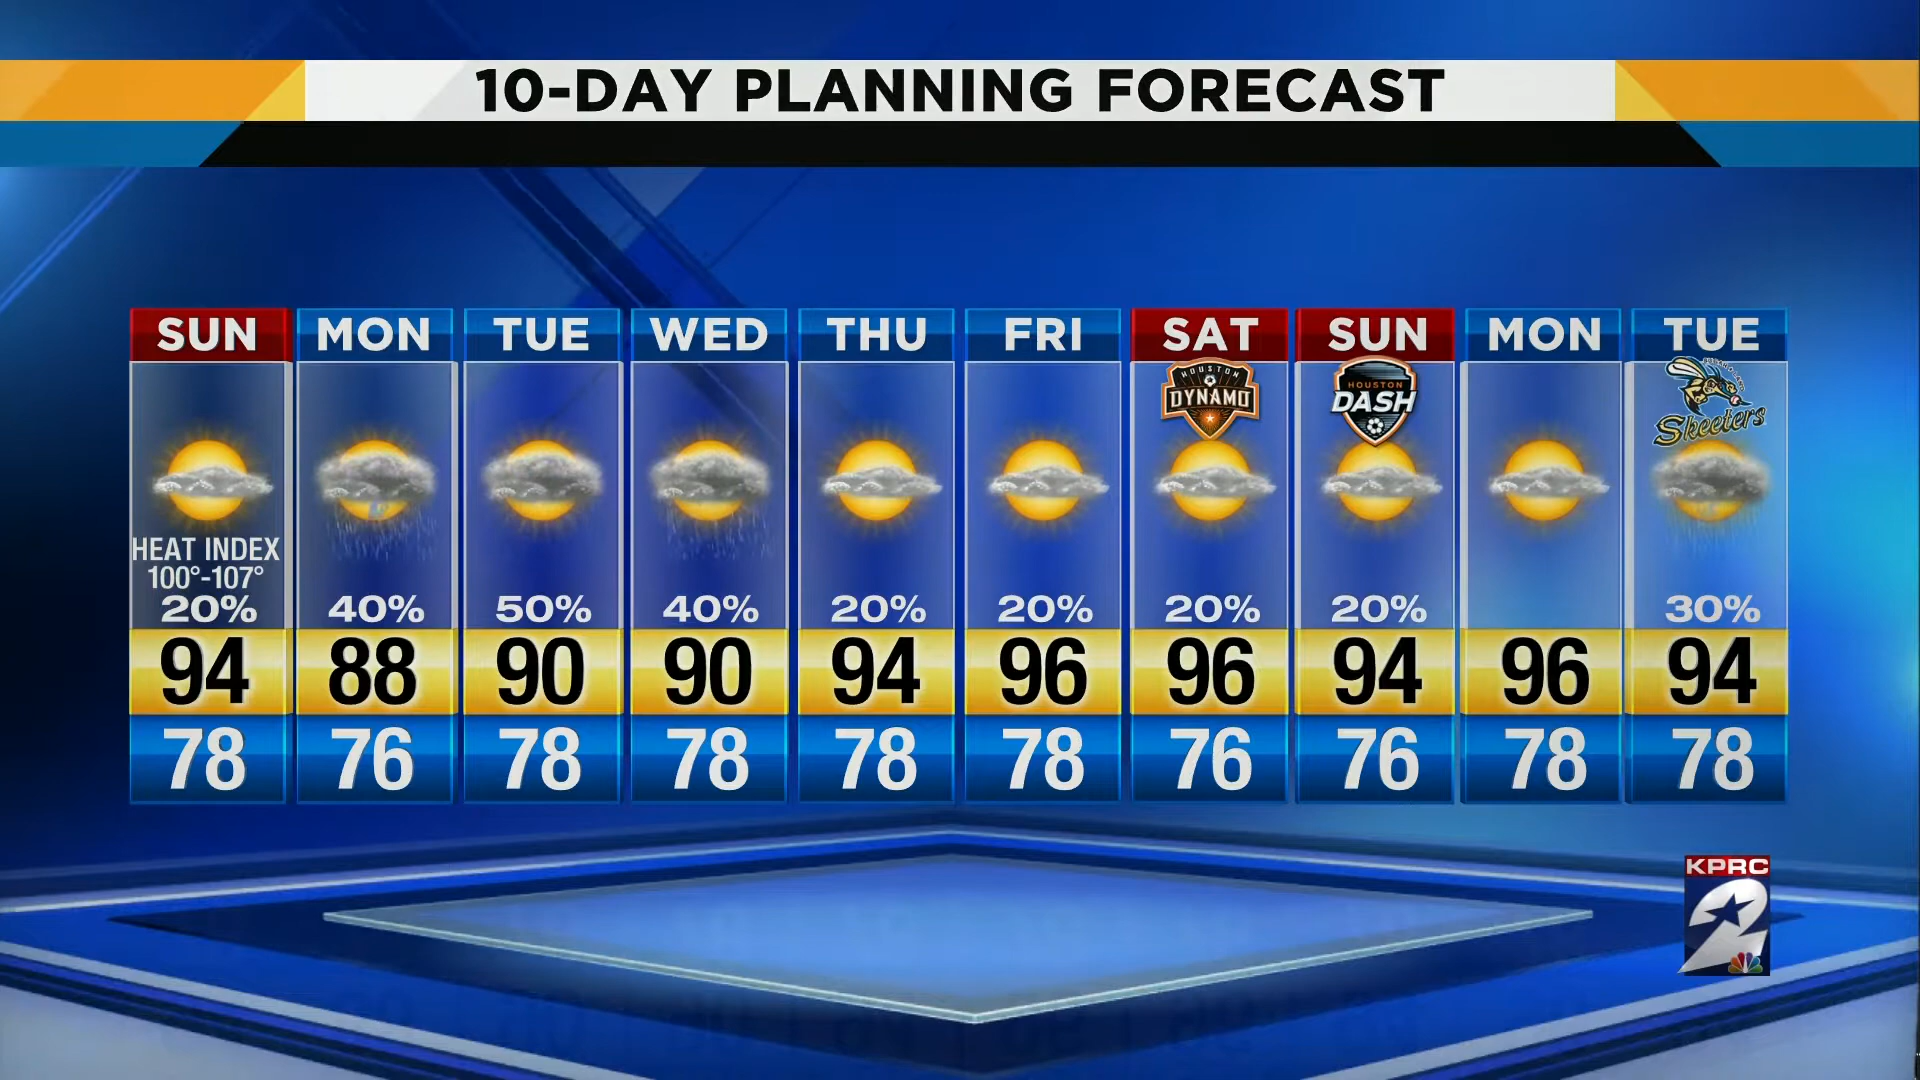 10-DAY PLANNING FORECAST
SUN MON TUE WED THU FRI SAT SUN MON TUE
HOUSTON
DYNAMO
HOUSTON
DASH
Skeeters
HEAT INDEX
100°-107°
20% 40% 50% 40% 20% 20% 20% 20% 30%
94 88 90 90 94 96 96 94 96 94
78 76 78 78 78 78 76 76 78 78
KPRC
2